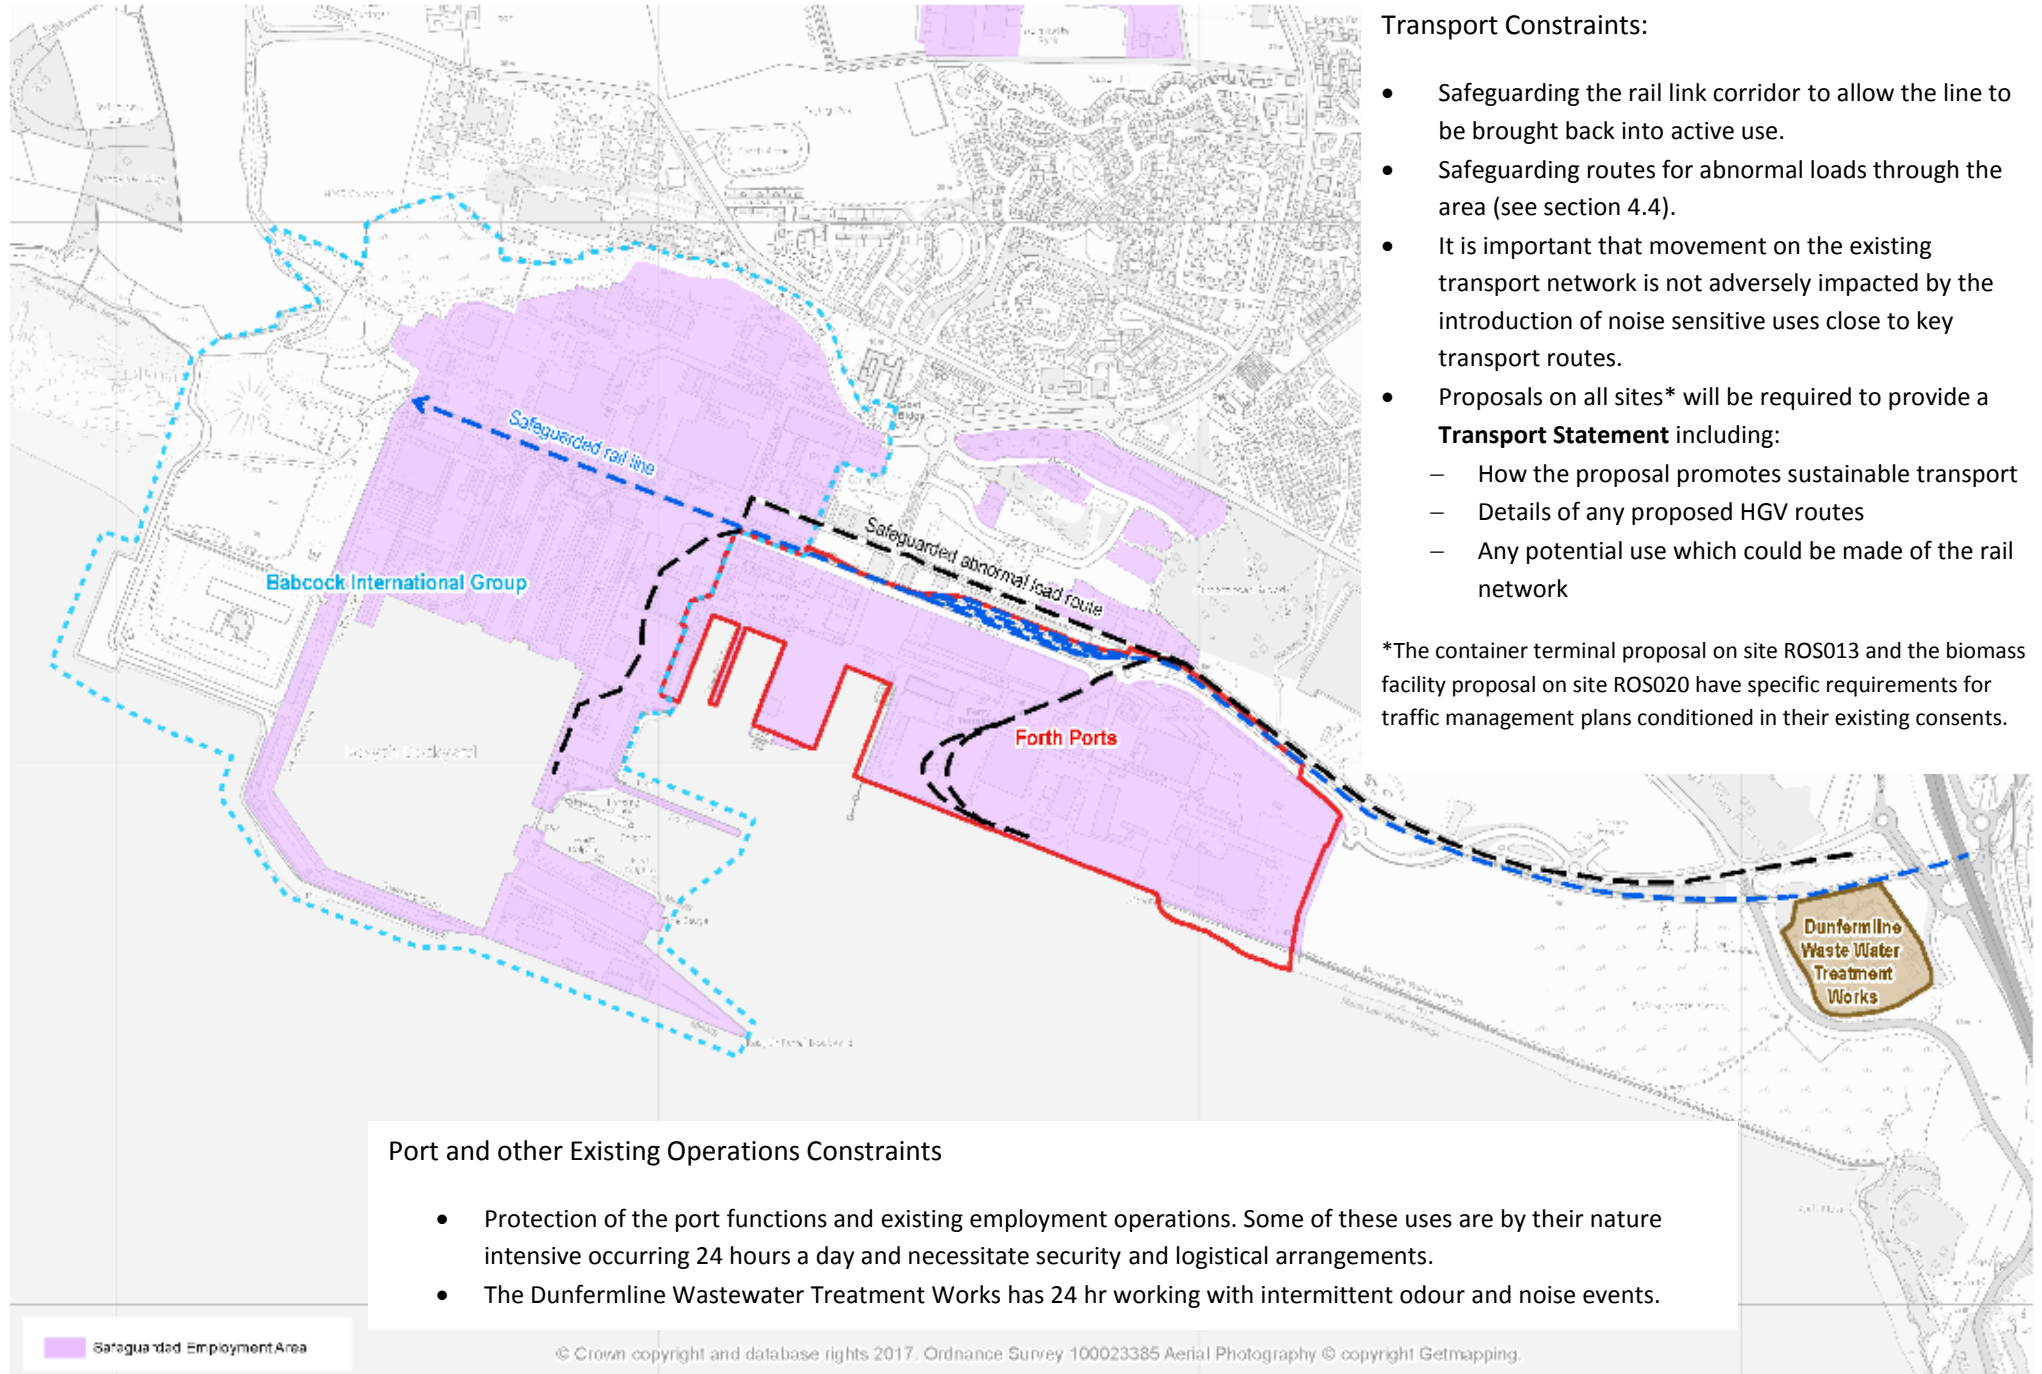 Transport Constraints:
• Safeguarding the rail link corridor to allow the line to
be brought back into active use.
• Safeguarding routes for abnormal loads through the
area (see section 4.4).
• It is important that movement on the existing
transport network is not adversely impacted by the
introduction of noise sensitive uses close to key
transport routes.
• Proposals on all sites* will be required to provide a
Transport Statement including:
– How the proposal promotes sustainable transport
– Details of any proposed HGV routes
– Any potential use which could be made of the rail
network
*The container terminal proposal on site ROS013 and the biomass
facility proposal on site ROS020 have specific requirements for
traffic management plans conditioned in their existing consents.
Safeguarded rail line
Safeguarded abnormal load route
Babcock International Group
Forth Ports
Dunfermline
Waste Water
Treatment
Works
Port and other Existing Operations Constraints
• Protection of the port functions and existing employment operations. Some of these uses are by their nature
intensive occurring 24 hours a day and necessitate security and logistical arrangements.
• The Dunfermline Wastewater Treatment Works has 24 hr working with intermittent odour and noise events.
Safeguarded Employment Area
© Crown copyright and database rights 2017. Ordnance Survey 100023385 Aerial Photography © copyright Getmapping.